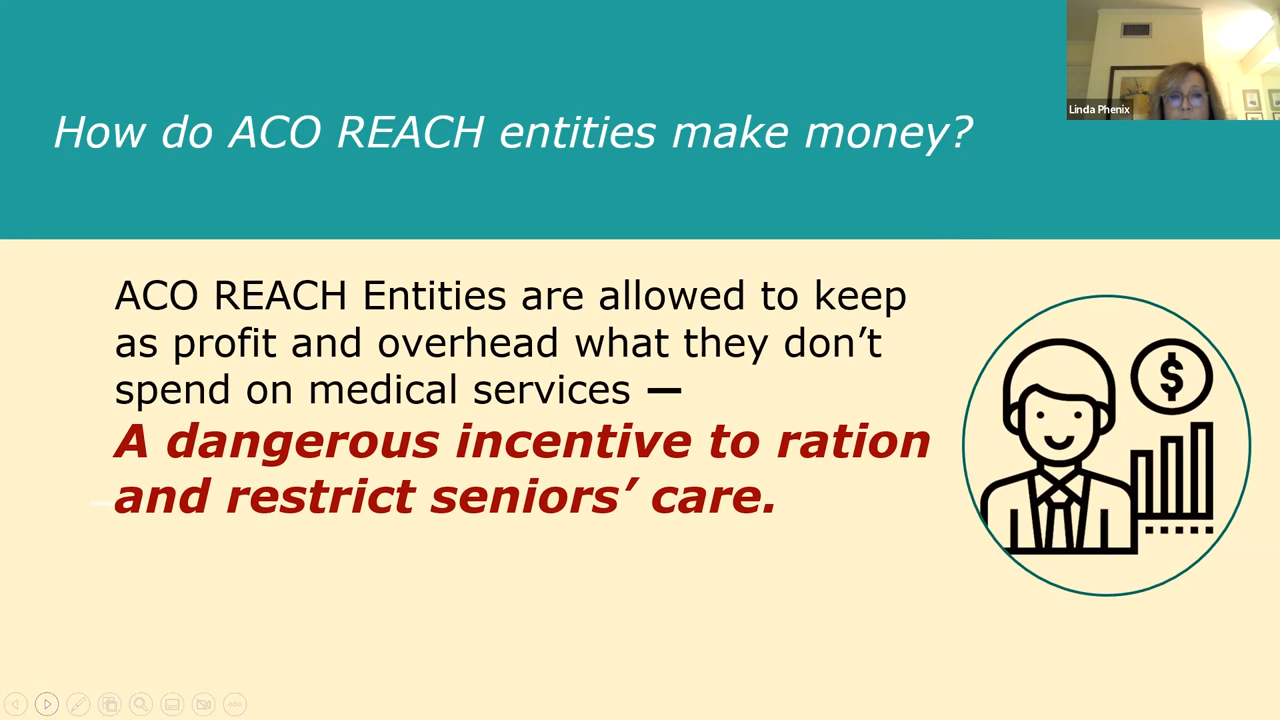 How do ACO REACH entities make money?
Linda Phenix
ACO REACH Entities are allowed to keep
as profit and overhead what they don’t
spend on medical services —
A dangerous incentive to ration
and restrict seniors’ care.
$